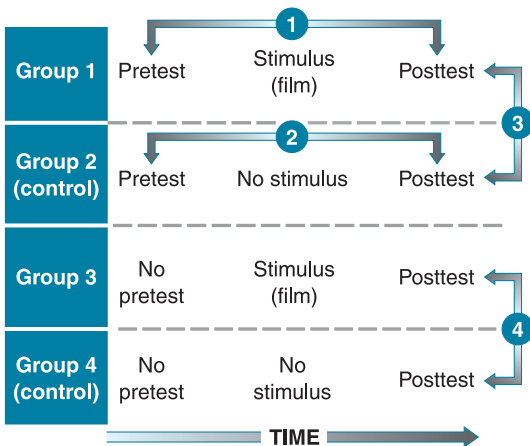 1
Group 1
Pretest
Stimulus
(film)
Posttest
3
2
Group 2
(control)
Pretest
No stimulus
Posttest
Group 3
No
pretest
Stimulus
(film)
Posttest
4
Group 4
(control)
No
pretest
No
stimulus
Posttest
TIME